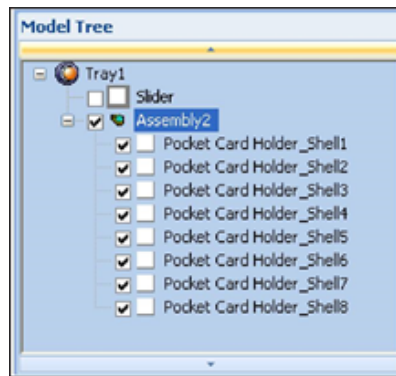 Model Tree
Tray1
Slider
Assembly2
Pocket Card Holder_Shell1
Pocket Card Holder_Shell2
Pocket Card Holder_Shell3
Pocket Card Holder_Shell4
Pocket Card Holder_Shell5
Pocket Card Holder_Shell6
Pocket Card Holder_Shell7
Pocket Card Holder_Shell8